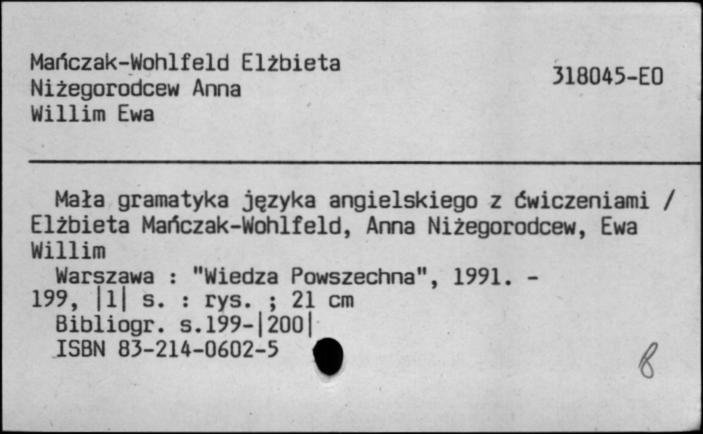 Mańczak-Wohlfeld Elżbieta
Niżegorodcew Anna
Willim Ewa
318045-EO
Mała gramatyka języka angielskiego z ćwiczeniami /
Elżbieta Mańczak-Wohlfeld, Anna Niżegorodcew, Ewa
Willim
Warszawa : "Wiedza Powszechna", 1991. -
199, |1| s. : rys. ; 21 cm
Bibliogr. s.199-|200|
ISBN 83-214-0602-5